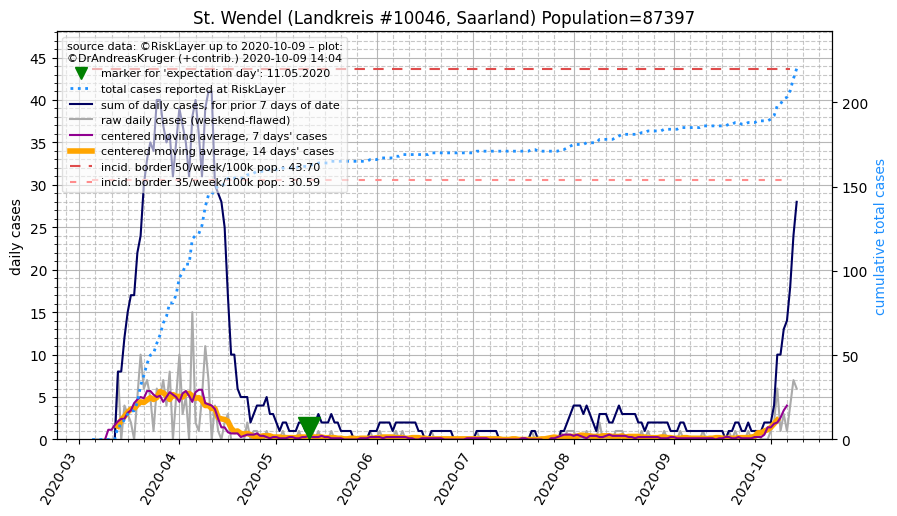 St. Wendel (Landkreis #10046, Saarland) Population=87397
source data: ©RiskLayer up to 2020-10-09 – plot:
©DrAndreasKruger (+contrib.) 2020-10-09 14:04
marker for 'expectation day': 11.05.2020
total cases reported at RiskLayer
sum of daily cases, for prior 7 days of date
raw daily cases (weekend-flawed)
centered moving average, 7 days' cases
centered moving average, 14 days' cases
incid. border 50/week/100k pop.: 43.70
incid. border 35/week/100k pop.: 30.59
daily cases
45
40
35
30
25
20
15
10
5
0
cumulative total cases
200
150
100
50
0
2020-03
2020-04
2020-05
2020-06
2020-07
2020-08
2020-09
2020-10